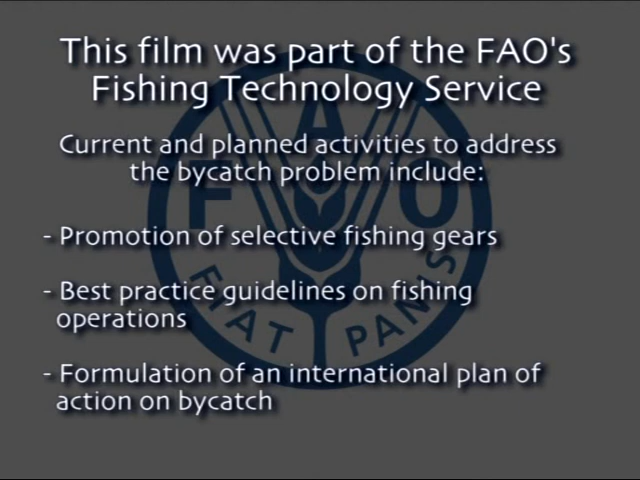 This film was part of the FAO's
Fishing Technology Service
Current and planned activities to address
the bycatch problem include:
- Promotion of selective fishing gears
- Best practice guidelines on fishing
operations
- Formulation of an international plan of
action on bycatch
F A O
FIAT PANIS